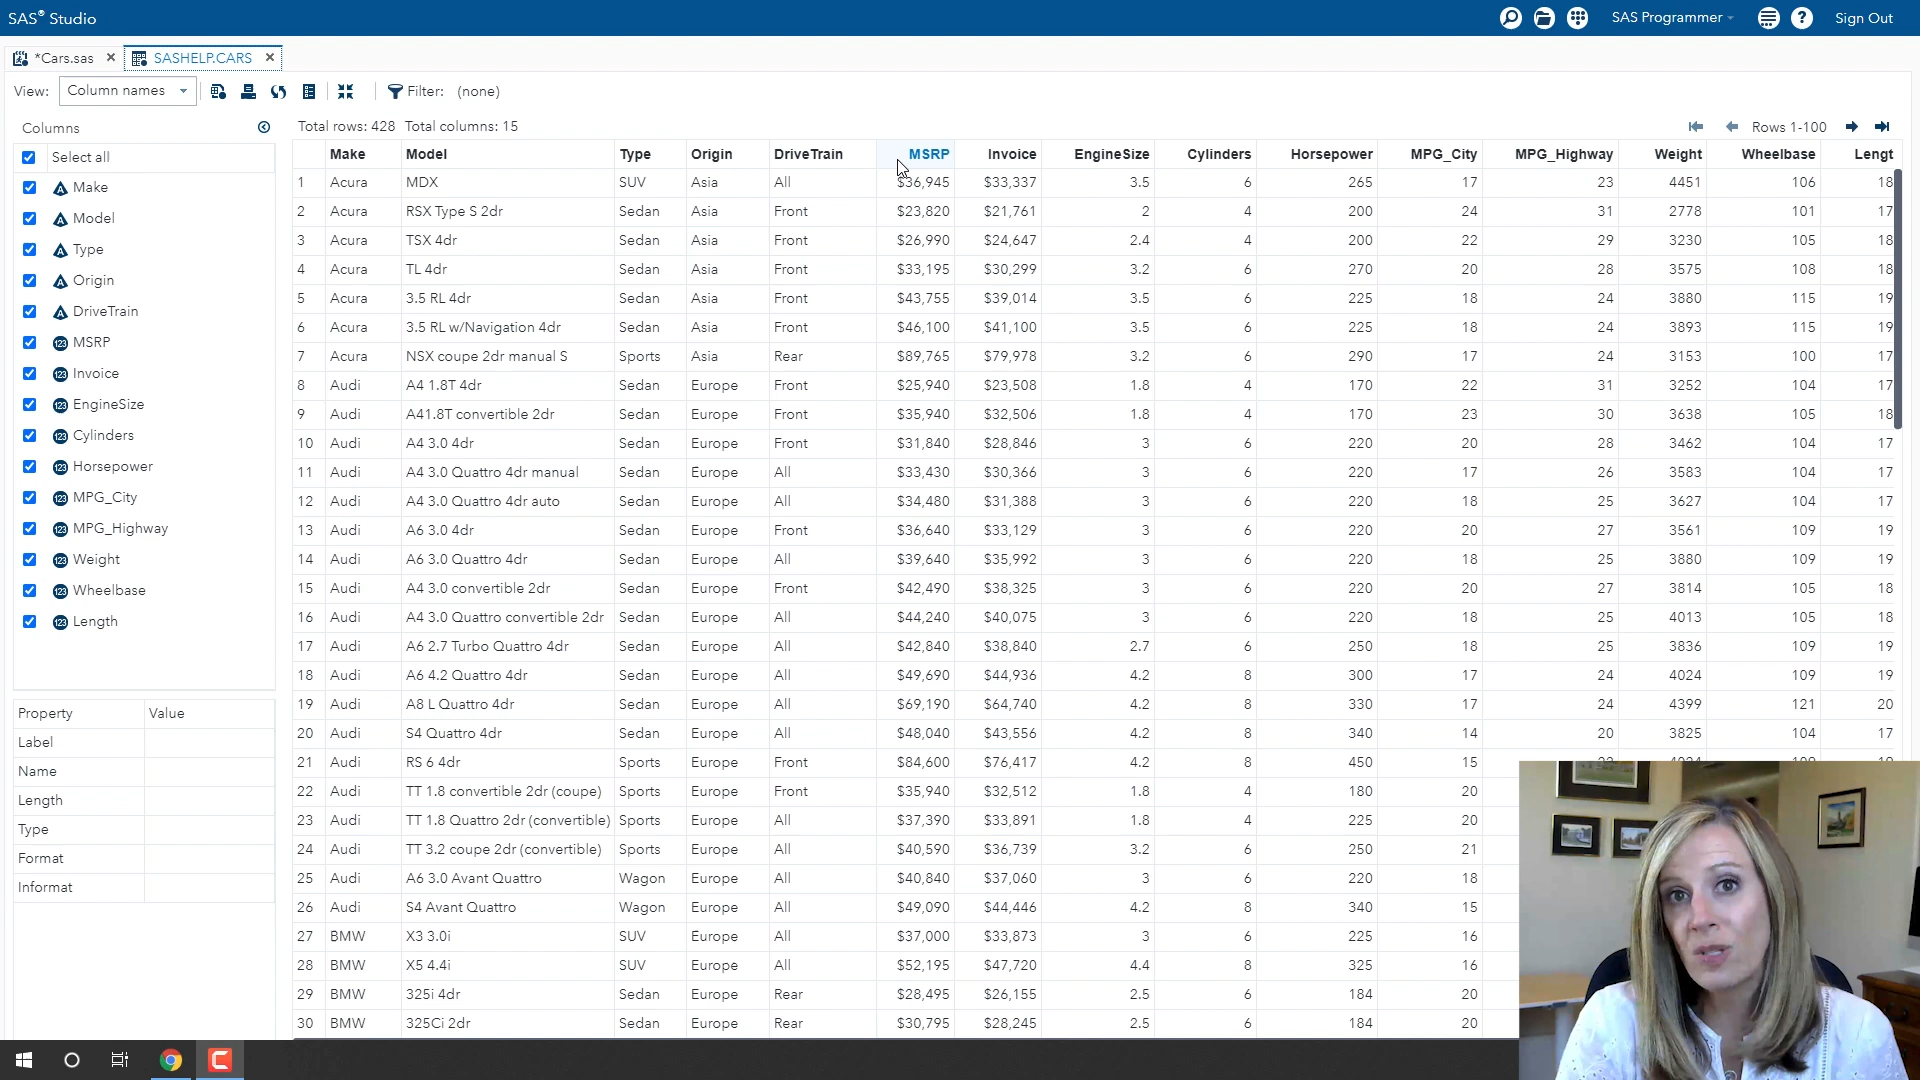 SAS® Studio
SAS Programmer
Sign Out
*Cars.sas
SASHELP.CARS
View:
Column names
Filter: (none)
Columns
Total rows: 428 Total columns: 15
Rows 1-100
Select all
Make
Model
Type
Origin
DriveTrain
MSRP
Invoice
EngineSize
Cylinders
Horsepower
MPG_City
MPG_Highway
Weight
Wheelbase
Length
Property Value
Label
Name
Length
Type
Format
Informat
Make Model Type Origin DriveTrain MSRP Invoice EngineSize Cylinders Horsepower MPG_City MPG_Highway Weight Wheelbase Lengt
1 Acura MDX SUV Asia All $36,945 $33,337 3.5 6 265 17 23 4451 106 18
2 Acura RSX Type S 2dr Sedan Asia Front $23,820 $21,761 2 4 200 24 31 2778 101 17
3 Acura TSX 4dr Sedan Asia Front $26,990 $24,647 2.4 4 200 22 29 3230 105 18
4 Acura TL 4dr Sedan Asia Front $33,195 $30,299 3.2 6 270 20 28 3575 108 18
5 Acura 3.5 RL 4dr Sedan Asia Front $43,755 $39,014 3.5 6 225 18 24 3880 115 19
6 Acura 3.5 RL w/Navigation 4dr Sedan Asia Front $46,100 $41,100 3.5 6 225 18 24 3893 115 19
7 Acura NSX coupe 2dr manual S Sports Asia Rear $89,765 $79,978 3.2 6 290 17 24 3153 100 17
8 Audi A4 1.8T 4dr Sedan Europe Front $25,940 $23,508 1.8 4 170 22 31 3252 104 17
9 Audi A41.8T convertible 2dr Sedan Europe Front $35,940 $32,506 1.8 4 170 23 30 3638 105 18
10 Audi A4 3.0 4dr Sedan Europe Front $31,840 $28,846 3 6 220 20 28 3462 104 17
11 Audi A4 3.0 Quattro 4dr manual Sedan Europe All $33,430 $30,366 3 6 220 17 26 3583 104 17
12 Audi A4 3.0 Quattro 4dr auto Sedan Europe All $34,480 $31,388 3 6 220 18 25 3627 104 17
13 Audi A6 3.0 4dr Sedan Europe Front $36,640 $33,129 3 6 220 20 27 3561 109 19
14 Audi A6 3.0 Quattro 4dr Sedan Europe All $39,640 $35,992 3 6 220 18 25 3880 109 19
15 Audi A4 3.0 convertible 2dr Sedan Europe Front $42,490 $38,325 3 6 220 20 27 3814 105 18
16 Audi A4 3.0 Quattro convertible 2dr Sedan Europe All $44,240 $40,075 3 6 220 18 25 4013 105 18
17 Audi A6 2.7 Turbo Quattro 4dr Sedan Europe All $42,840 $38,840 2.7 6 250 18 25 3836 109 19
18 Audi A6 4.2 Quattro 4dr Sedan Europe All $49,690 $44,936 4.2 8 300 17 24 4024 109 19
19 Audi A8 L Quattro 4dr Sedan Europe All $69,190 $64,740 4.2 8 330 17 24 4399 121 20
20 Audi S4 Quattro 4dr Sedan Europe All $48,040 $43,556 4.2 8 340 14 20 3825 104 17
21 Audi RS 6 4dr Sports Europe Front $84,600 $76,417 4.2 8 450 15
22 Audi TT 1.8 convertible 2dr (coupe) Sports Europe Front $35,940 $32,512 1.8 4 180 20
23 Audi TT 1.8 Quattro 2dr (convertible) Sports Europe All $37,390 $33,891 1.8 4 225 20
24 Audi TT 3.2 coupe 2dr (convertible) Sports Europe All $40,590 $36,739 3.2 6 250 21
25 Audi A6 3.0 Avant Quattro Wagon Europe All $40,840 $37,060 3 6 220 18
26 Audi S4 Avant Quattro Wagon Europe All $49,090 $44,446 4.2 8 340 15
27 BMW X3 3.0i SUV Europe All $37,000 $33,873 3 6 225 16
28 BMW X5 4.4i SUV Europe All $52,195 $47,720 4.4 8 325 16
29 BMW 325i 4dr Sedan Europe Rear $28,495 $26,155 2.5 6 184 20
30 BMW 325Ci 2dr Sedan Europe Rear $30,795 $28,245 2.5 6 184 20